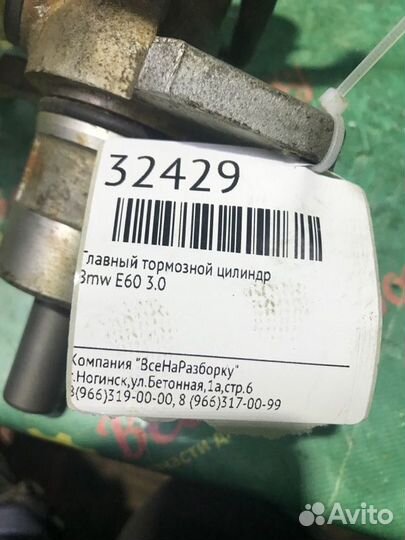 32429
Главный тормозной цилиндр
Bmw E60 3.0
Компания "ВсеНаРазборку"
г.Ногинск,ул.Бетонная,1а,стр.6
8(966)319-00-00, 8 (966)317-00-99
Avito